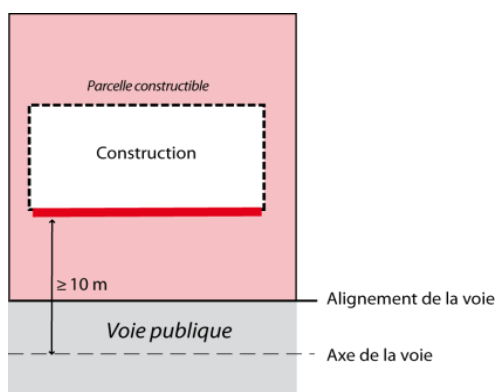 Parcelle constructible
Construction
≥ 10 m
Alignement de la voie
Voie publique
Axe de la voie